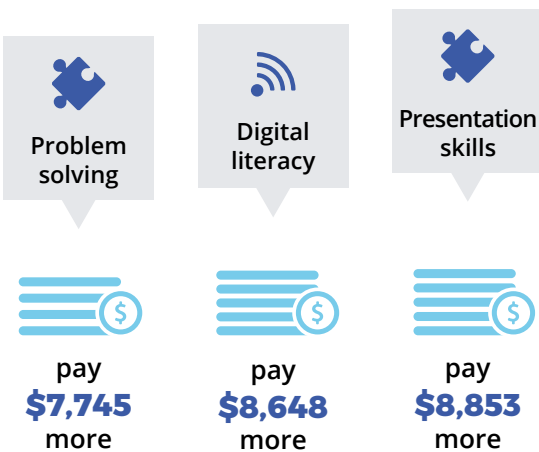 Problem
solving
Digital
literacy
Presentation
skills
$
$
$
pay
$7,745
more
pay
$8,648
more
pay
$8,853
more